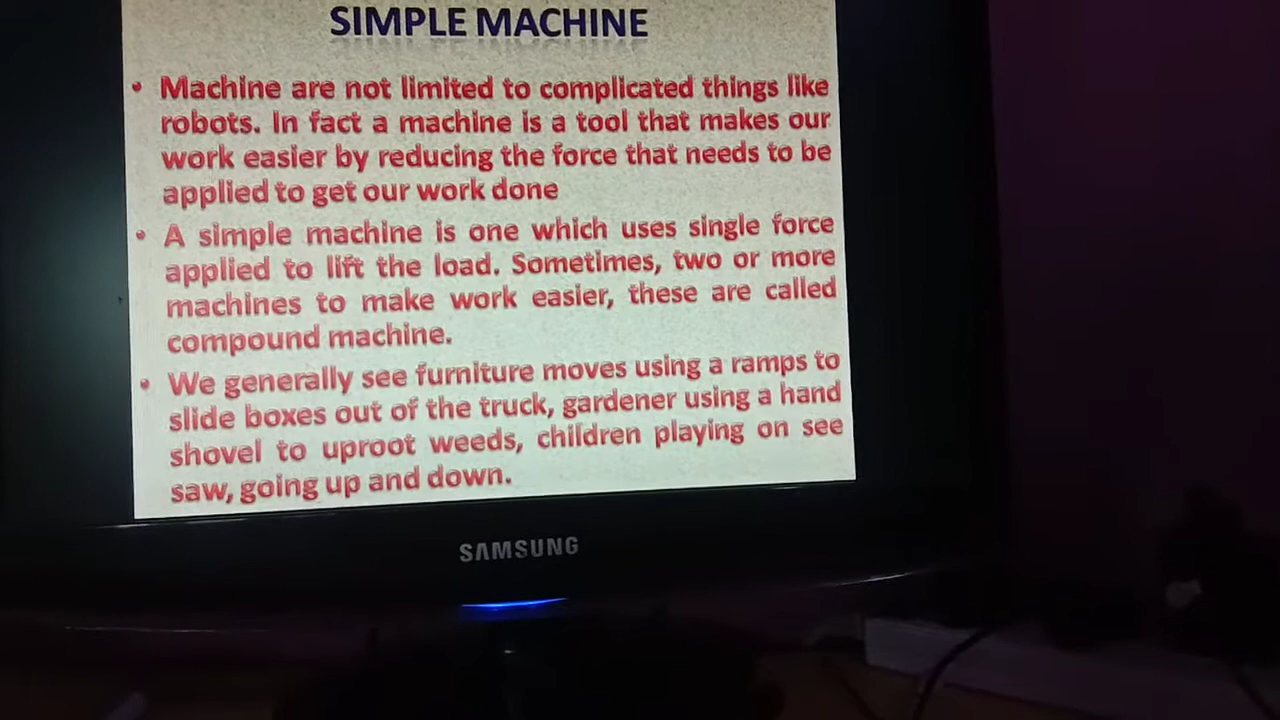 SIMPLE MACHINE
• Machine are not limited to complicated things like
robots. In fact a machine is a tool that makes our
work easier by reducing the force that needs to be
applied to get our work done
• A simple machine is one which uses single force
applied to lift the load. Sometimes, two or more
machines to make work easier, these are called
compound machine.
• We generally see furniture moves using a ramps to
slide boxes out of the truck, gardener using a hand
shovel to uproot weeds, children playing on see
saw, going up and down.
SAMSUNG